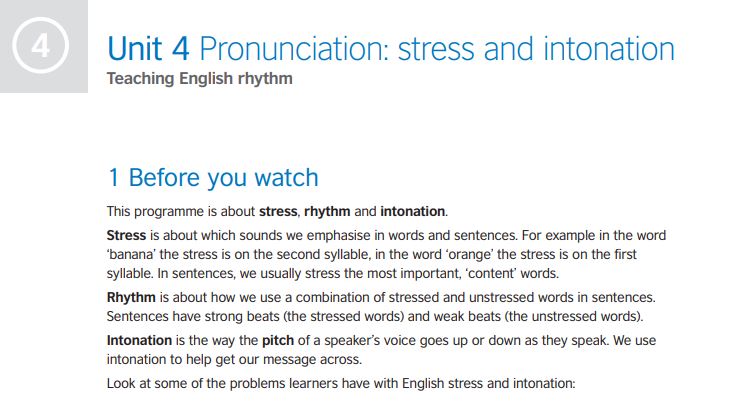 4
Unit 4 Pronunciation: stress and intonation
Teaching English rhythm
1 Before you watch
This programme is about stress, rhythm and intonation.
Stress is about which sounds we emphasise in words and sentences. For example in the word
‘banana’ the stress is on the second syllable, in the word ‘orange’ the stress is on the first
syllable. In sentences, we usually stress the most important, ‘content’ words.
Rhythm is about how we use a combination of stressed and unstressed words in sentences.
Sentences have strong beats (the stressed words) and weak beats (the unstressed words).
Intonation is the way the pitch of a speaker’s voice goes up or down as they speak. We use
intonation to help get our message across.
Look at some of the problems learners have with English stress and intonation: